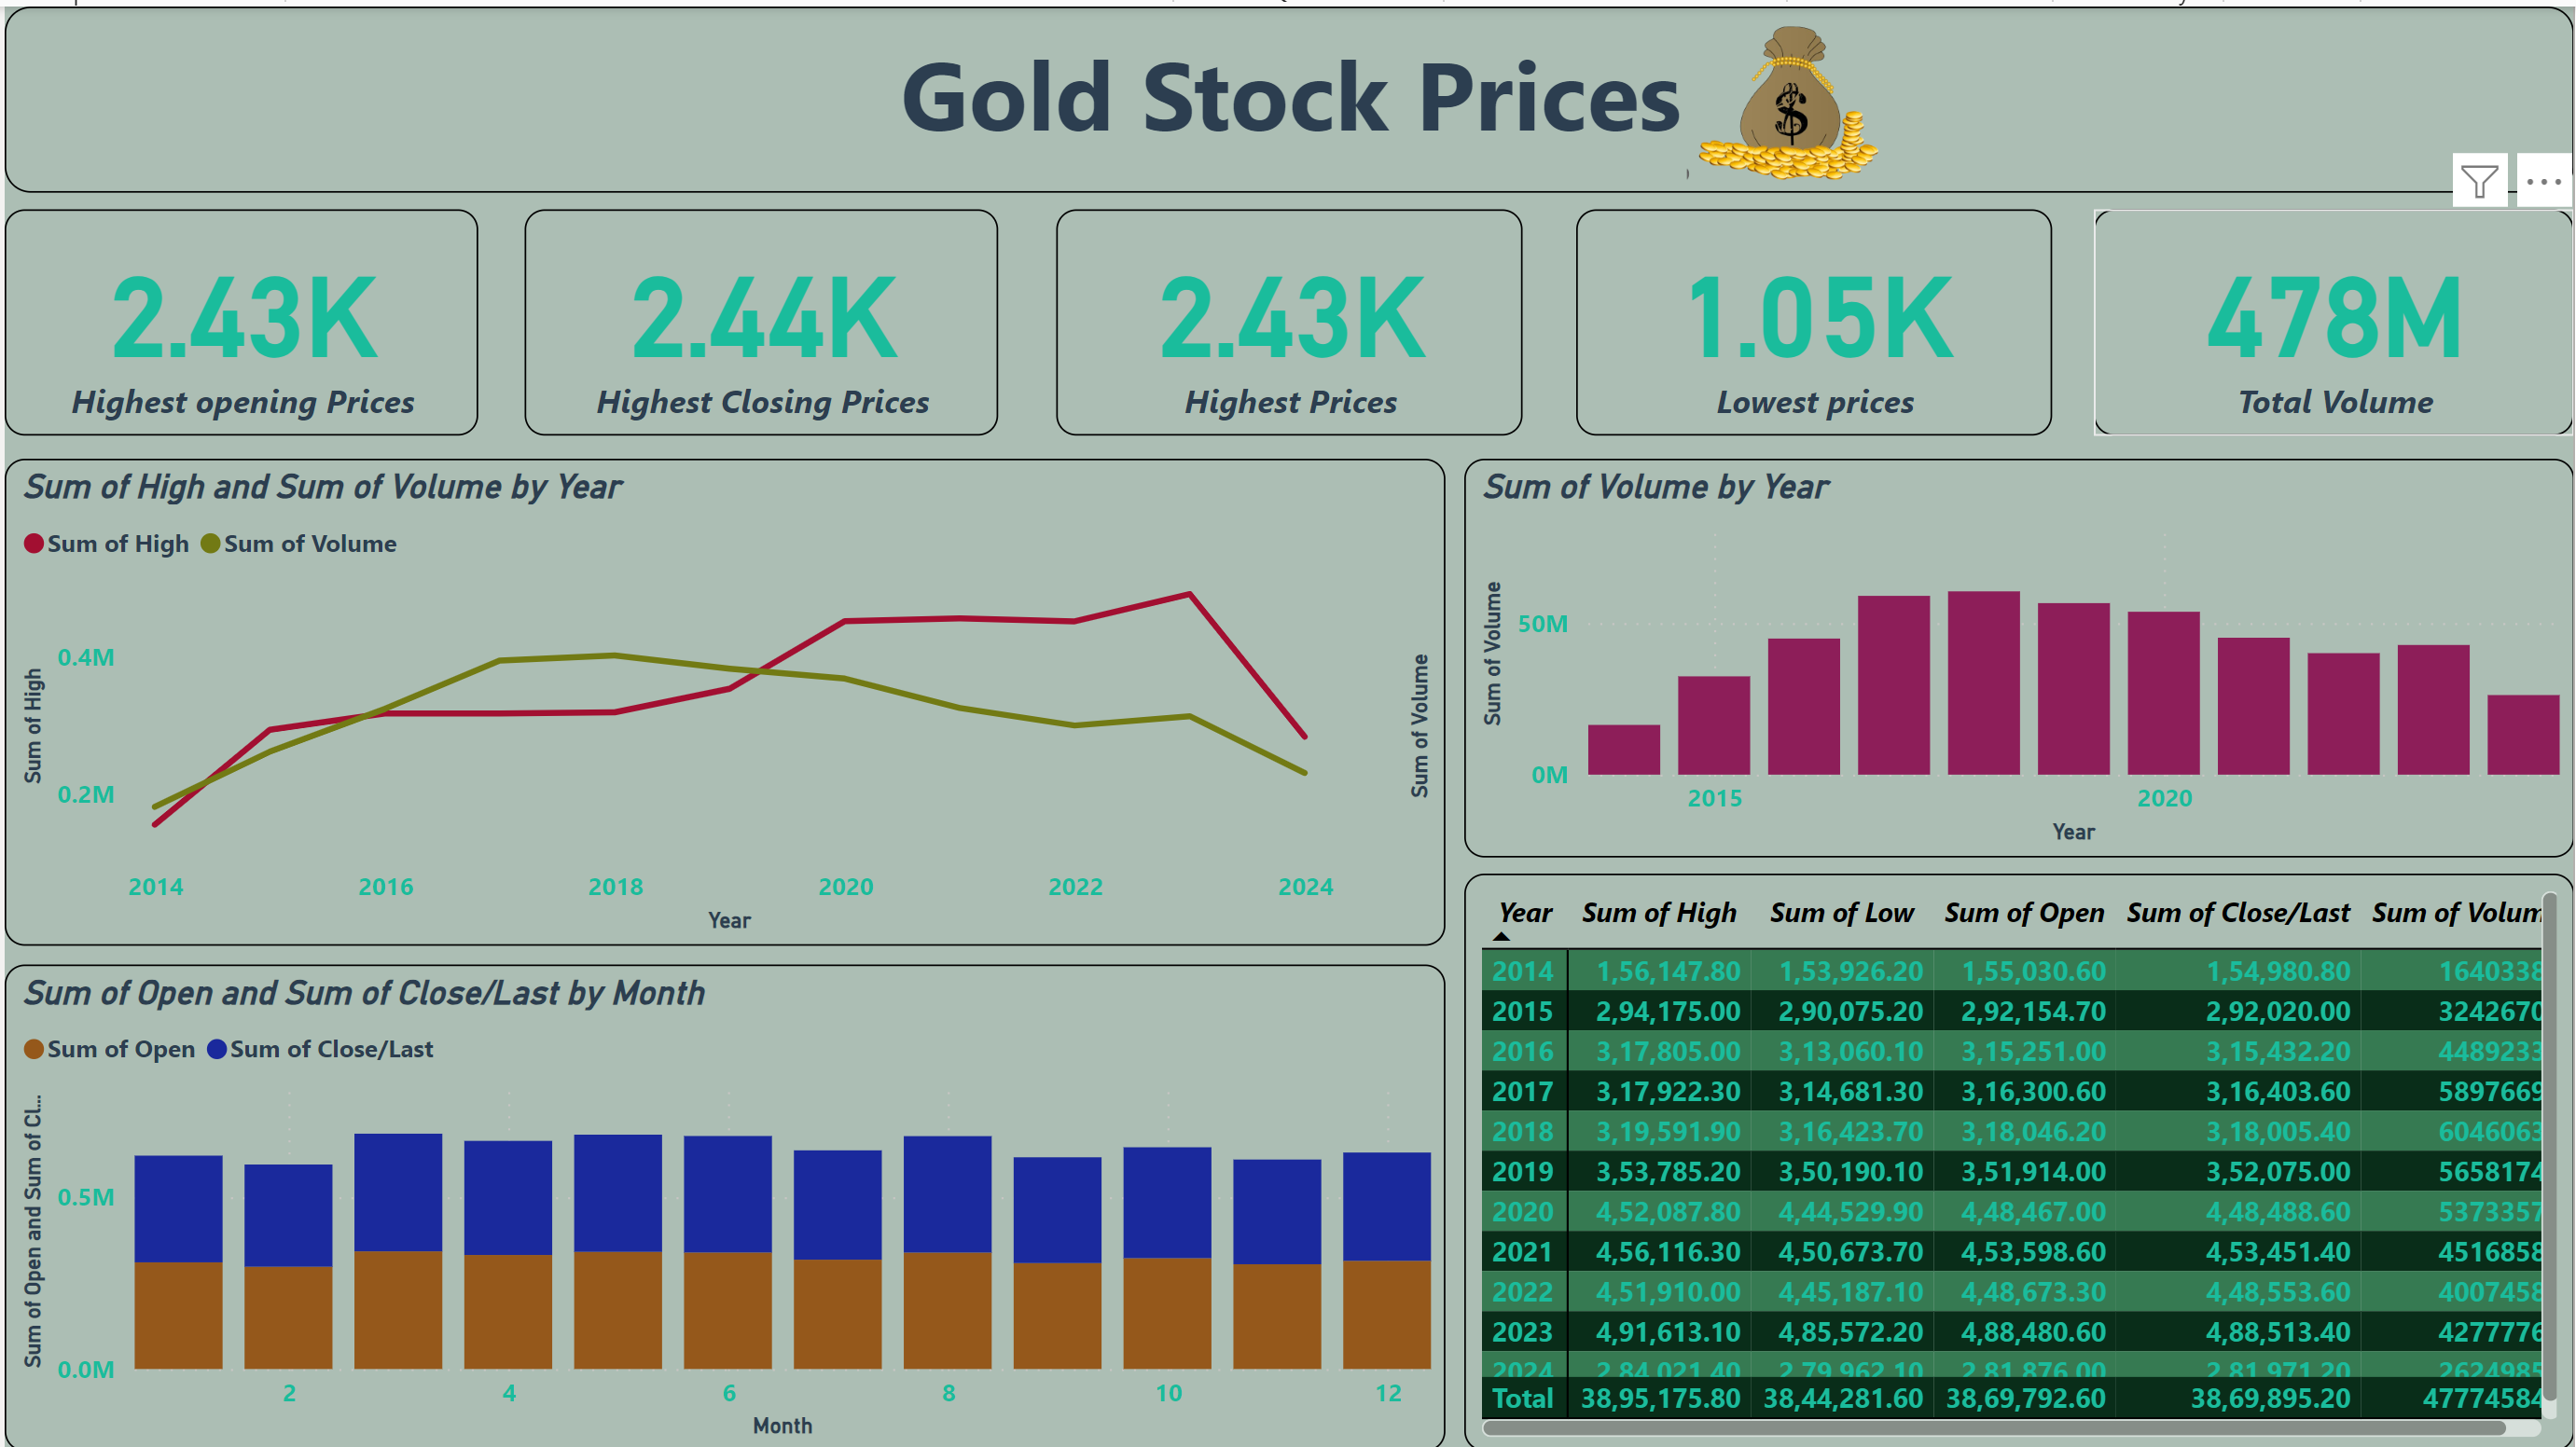 Gold Stock Prices
$
2.43K
Highest opening Prices
2.44K
Highest Closing Prices
2.43K
Highest Prices
1.05K
Lowest prices
478M
Total Volume
Sum of High and Sum of Volume by Year
Sum of High Sum of Volume
Sum of High
0.4M
0.2M
Sum of Volume
2014 2016 2018 2020 2022 2024
Year
Sum of Volume by Year
Sum of Volume
50M
0M
2015 2020
Year
Sum of Open and Sum of Close/Last by Month
Sum of Open Sum of Close/Last
Sum of Open and Sum of Cl...
0.5M
0.0M
2 4 6 8 10 12
Month
Year Sum of High Sum of Low Sum of Open Sum of Close/Last Sum of Volum
2014 1,56,147.80 1,53,926.20 1,55,030.60 1,54,980.80 1640338
2015 2,94,175.00 2,90,075.20 2,92,154.70 2,92,020.00 3242670
2016 3,17,805.00 3,13,060.10 3,15,251.00 3,15,432.20 4489233
2017 3,17,922.30 3,14,681.30 3,16,300.60 3,16,403.60 5897669
2018 3,19,591.90 3,16,423.70 3,18,046.20 3,18,005.40 6046063
2019 3,53,785.20 3,50,190.10 3,51,914.00 3,52,075.00 5658174
2020 4,52,087.80 4,44,529.90 4,48,467.00 4,48,488.60 5373357
2021 4,56,116.30 4,50,673.70 4,53,598.60 4,53,451.40 4516858
2022 4,51,910.00 4,45,187.10 4,48,673.30 4,48,553.60 4007458
2023 4,91,613.10 4,85,572.20 4,88,480.60 4,88,513.40 4277776
2024 2,84,021.40 2,79,962.10 2,81,876.00 2,81,971.20 2624985
Total 38,95,175.80 38,44,281.60 38,69,792.60 38,69,895.20 47774584